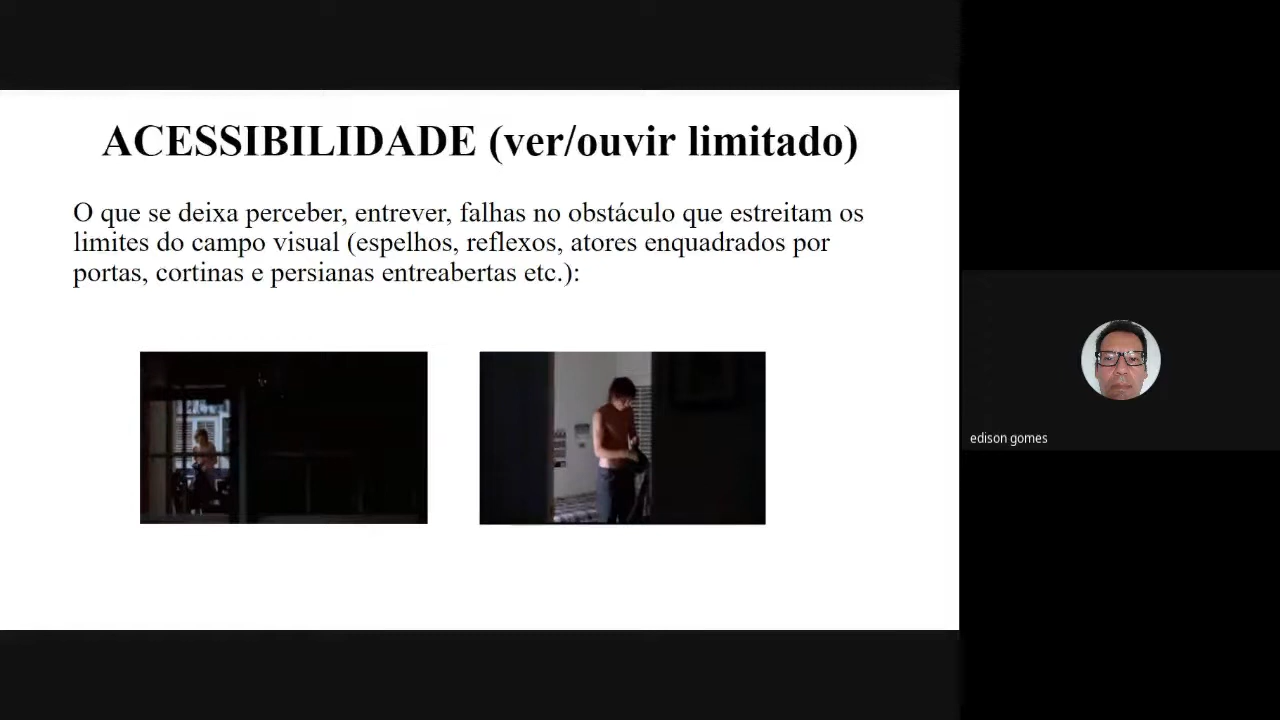 ACESSIBILIDADE (ver/ouvir limitado)
O que se deixa perceber, entrever, falhas no obstáculo que estreitam os
limites do campo visual (espelhos, reflexos, atores enquadrados por
portas, cortinas e persianas entreabertas etc.):
edison gomes